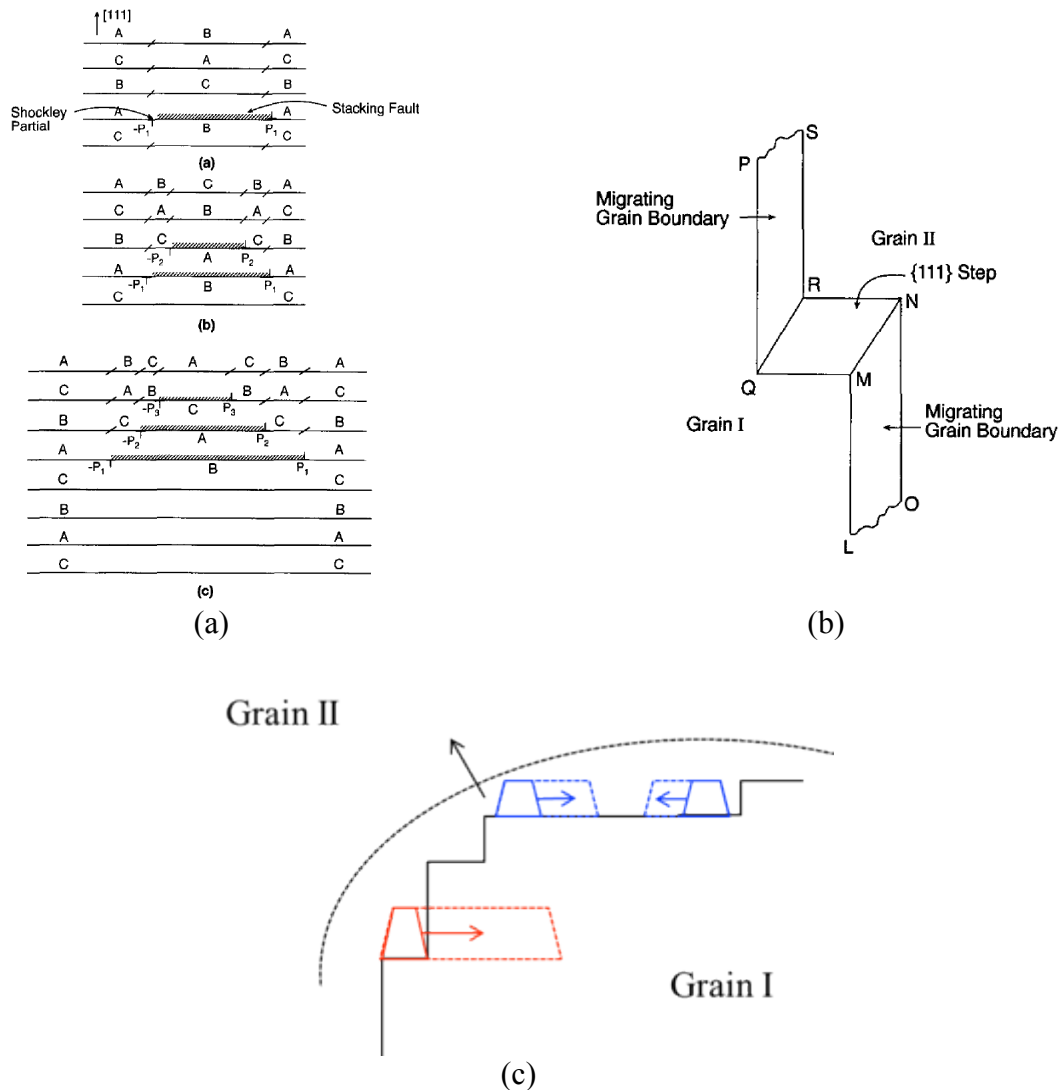 [111]
A B A
C A C
B C B
Shockley
Partial
Stacking Fault
A A
-P1 B P1
C C
(a)
A B C B A
C A B A C
B C C B
-P2 A P2
A A
-P1 B P1
C C
(b)
A B C A C B A
C A B B A C
-P3 C P3
B C C B
-P2 A P2
A A
-P1 B P1
C C
B B
A A
C C
(c)
(a)
S
P
Migrating
Grain Boundary
Grain II
{111} Step
R N
Q M
Grain I
Migrating
Grain Boundary
O
L
(b)
Grain II
Grain I
(c)